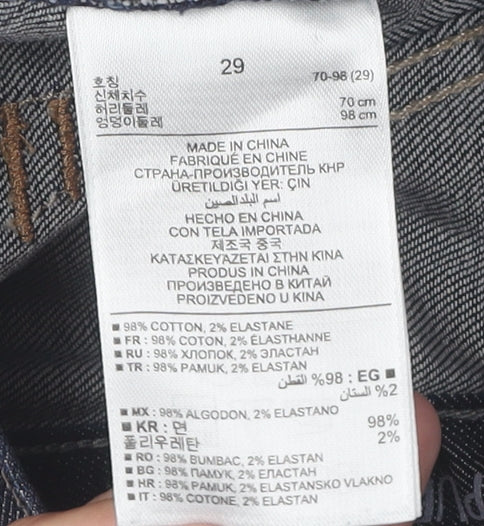 29
호칭 70-98 (29)
신체치수
허리둘레 70 cm
엉덩이둘레 98 cm
MADE IN CHINA
FABRIQUÉ EN CHINE
СТРАНА-ПРОИЗВОДИТЕЛЬ КНР
ÜRETILDIĞI YER: ÇIN
اسم البلد الصين
HECHO EN CHINA
CON TELA IMPORTADA
제조국 중국
ΚΑΤΑΣΚΕΥΑΖΕΤΑΙ ΣΤΗΝ ΚΙΝΑ
PRODUS IN CHINA
ПРОИЗВЕДЕНО В КИТАЙ
PROIZVEDENO U KINA
98% COTTON, 2% ELASTANE
FR : 98% COTON, 2% ÉLASTHANNE
RU : 98% ХЛОПОК, 2% ЭЛАСТАН
TR : 98% PAMUK, 2% ELASTAN
EG : 98% القطن
2% الستان
MX : 98% ALGODON, 2% ELASTANO
KR : 면 98%
폴리우레탄 2%
RO : 98% BUMBAC, 2% ELASTAN
BG : 98% ПАМУК, 2% ЕЛАСТАН
HR : 98% PAMUK, 2% ELASTANSKO VLAKNO
IT : 98% COTONE, 2% ELASTAN